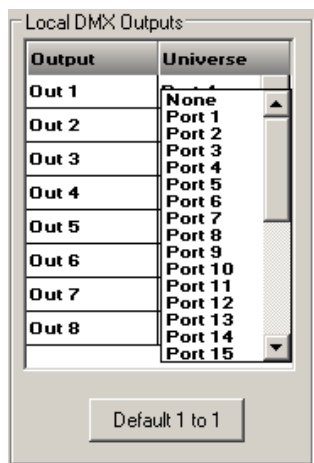 Local DMX Outputs
Output Universe
Out 1
Out 2
Out 3
Out 4
Out 5
Out 6
Out 7
Out 8
None
Port 1
Port 2
Port 3
Port 4
Port 5
Port 6
Port 7
Port 8
Port 9
Port 10
Port 11
Port 12
Port 13
Port 14
Port 15
Default 1 to 1